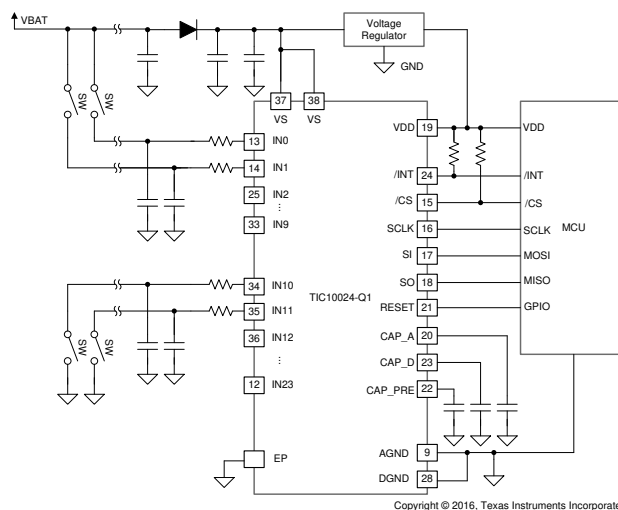 VBAT
Voltage
Regulator
GND
SW
SW
37
38
VS
VS
VDD
19
VDD
13
IN0
14
IN1
/INT
24
/INT
25
IN2
/CS
15
/CS
33
IN9
SCLK
16
SCLK
MCU
SI
17
MOSI
34
IN10
SO
18
MISO
TIC10024-Q1
35
IN11
RESET
21
GPIO
36
IN12
CAP_A
20
SW
SW
CAP_D
23
12
IN23
CAP_PRE
22
EP
AGND
9
DGND
28
Copyright © 2016, Texas Instruments Incorporate